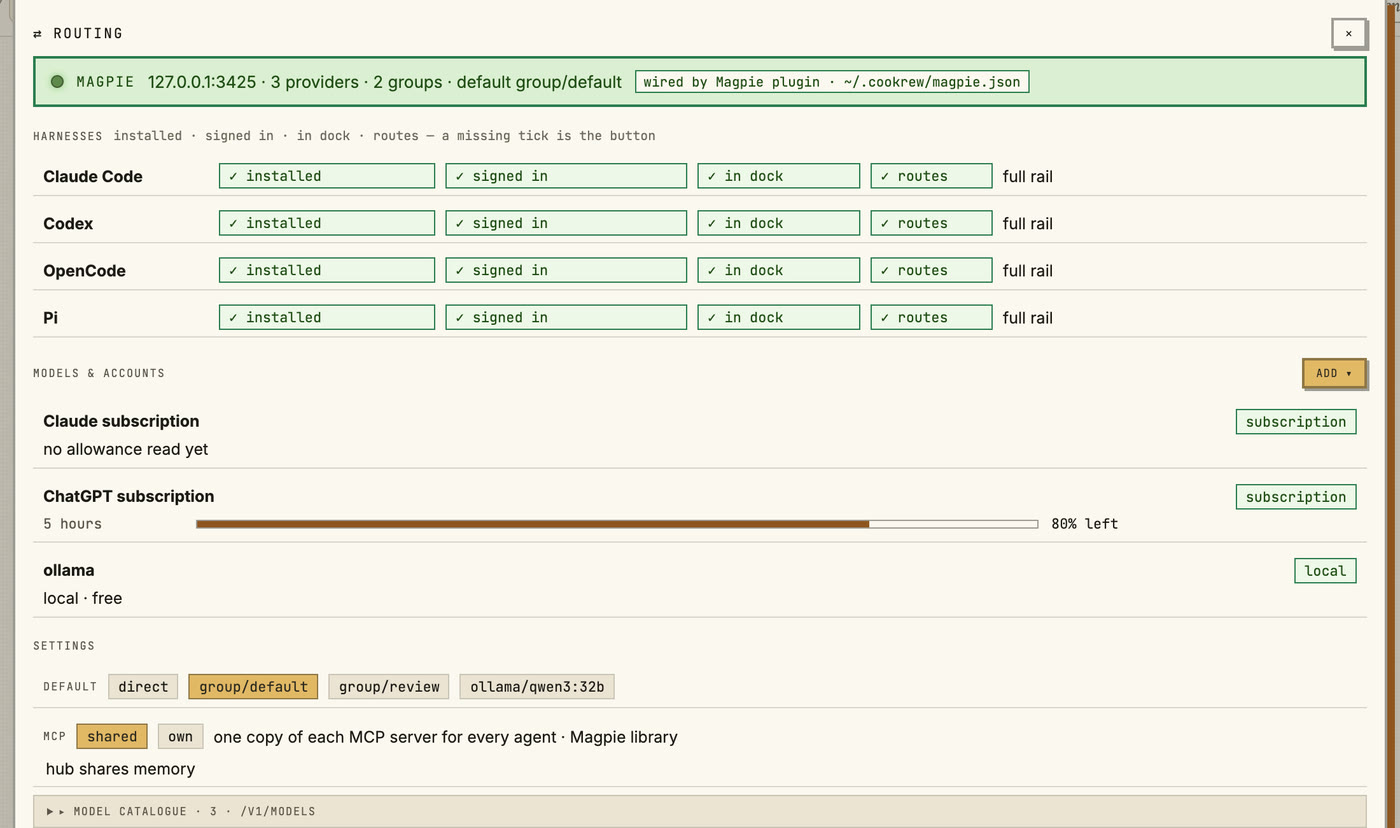 ⇄ ROUTING
×
MAGPIE 127.0.0.1:3425 · 3 providers · 2 groups · default group/default wired by Magpie plugin · ~/.cookrew/magpie.json
HARNESSES installed · signed in · in dock · routes — a missing tick is the button
Claude Code ✓ installed ✓ signed in ✓ in dock ✓ routes full rail
Codex ✓ installed ✓ signed in ✓ in dock ✓ routes full rail
OpenCode ✓ installed ✓ signed in ✓ in dock ✓ routes full rail
Pi ✓ installed ✓ signed in ✓ in dock ✓ routes full rail
MODELS & ACCOUNTS ADD ▾
Claude subscription subscription
no allowance read yet
ChatGPT subscription subscription
5 hours 80% left
ollama local
local · free
SETTINGS
DEFAULT direct group/default group/review ollama/qwen3:32b
MCP shared own one copy of each MCP server for every agent · Magpie library
hub shares memory
▶ ▸ MODEL CATALOGUE · 3 · /V1/MODELS